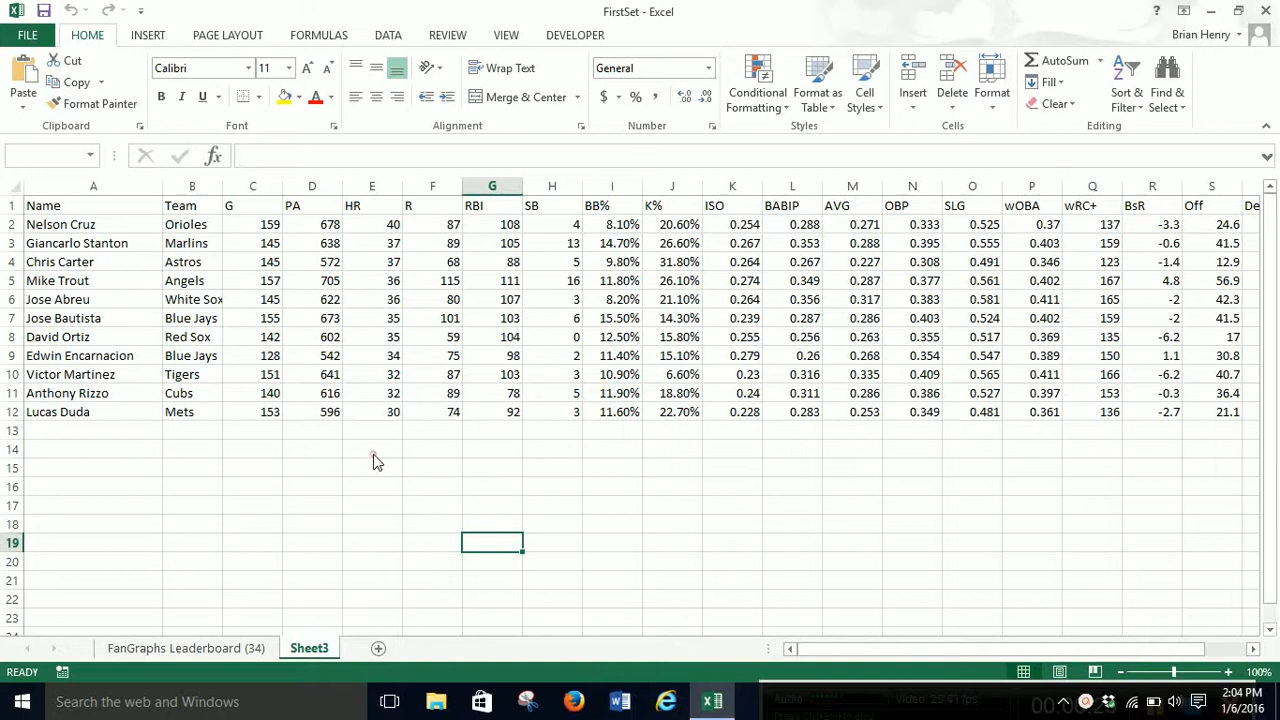 FirstSet - Excel
FILE HOME INSERT PAGE LAYOUT FORMULAS DATA REVIEW VIEW DEVELOPER Brian Henry
Paste Cut Copy Format Painter Clipboard
Calibri 11 B I U A Font
Wrap Text Merge & Center Alignment
General $ % , Number
Conditional Formatting Format as Table Cell Styles Styles
Insert Delete Format Cells
AutoSum Fill Clear Sort & Filter Find & Select Editing
fx
A B C D E F G H I J K L M N O P Q R S
1 Name Team G PA HR R RBI SB BB% K% ISO BABIP AVG OBP SLG wOBA wRC+ BsR Off De
2 Nelson Cruz Orioles 159 678 40 87 108 4 8.10% 20.60% 0.254 0.288 0.271 0.333 0.525 0.37 137 -3.3 24.6
3 Giancarlo Stanton Marlins 145 638 37 89 105 13 14.70% 26.60% 0.267 0.353 0.288 0.395 0.555 0.403 159 -0.6 41.5
4 Chris Carter Astros 145 572 37 68 88 5 9.80% 31.80% 0.264 0.267 0.227 0.308 0.491 0.346 123 -1.4 12.9
5 Mike Trout Angels 157 705 36 115 111 16 11.80% 26.10% 0.274 0.349 0.287 0.377 0.561 0.402 167 4.8 56.9
6 Jose Abreu White Sox 145 622 36 80 107 3 8.20% 21.10% 0.264 0.356 0.317 0.383 0.581 0.411 165 -2 42.3
7 Jose Bautista Blue Jays 155 673 35 101 103 6 15.50% 14.30% 0.239 0.287 0.286 0.403 0.524 0.402 159 -2 41.5
8 David Ortiz Red Sox 142 602 35 59 104 0 12.50% 15.80% 0.255 0.256 0.263 0.355 0.517 0.369 135 -6.2 17
9 Edwin Encarnacion Blue Jays 128 542 34 75 98 2 11.40% 15.10% 0.279 0.26 0.268 0.354 0.547 0.389 150 1.1 30.8
10 Victor Martinez Tigers 151 641 32 87 103 3 10.90% 6.60% 0.23 0.316 0.335 0.409 0.565 0.411 166 -6.2 40.7
11 Anthony Rizzo Cubs 140 616 32 89 78 5 11.90% 18.80% 0.24 0.311 0.286 0.386 0.527 0.397 153 -0.3 36.4
12 Lucas Duda Mets 153 596 30 74 92 3 11.60% 22.70% 0.228 0.283 0.253 0.349 0.481 0.361 136 -2.7 21.1
13
14
15
16
17
18
19
20
21
22
23
FanGraphs Leaderboard (34) Sheet3
READY 100%
Search the web and Windows Audio 2:04 PM
1/6/2016